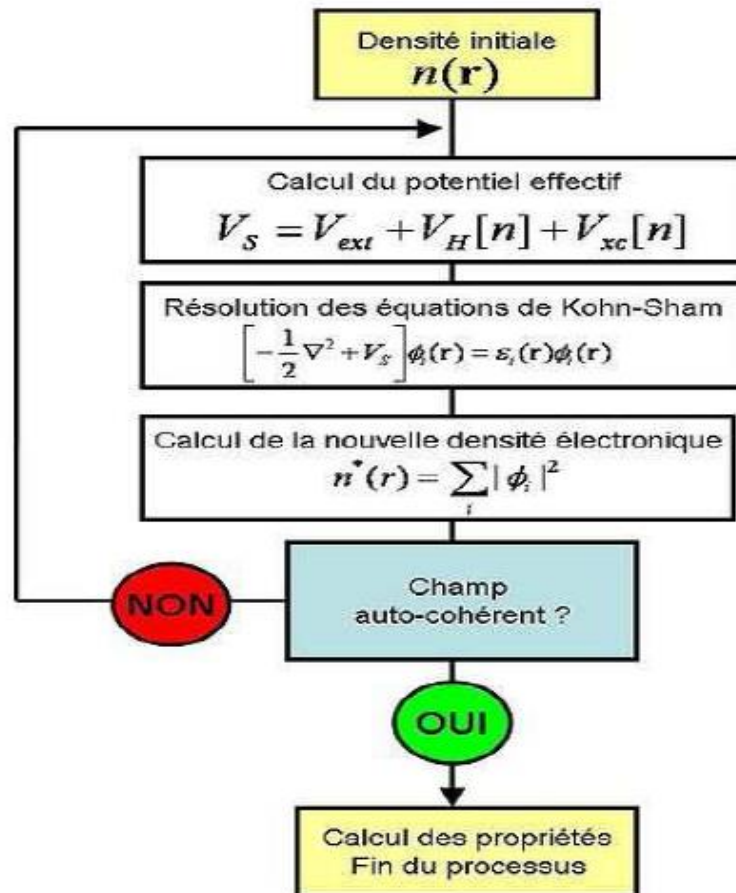 Densité initiale
n(r)
Calcul du potentiel effectif
V_S = V_ext + V_H[n] + V_xc[n]
Résolution des équations de Kohn-Sham
[-1/2 ∇² + V_S] ϕ_i(r) = ε_i(r)ϕ_i(r)
Calcul de la nouvelle densité électronique
n*(r) = ∑_i | ϕ_i |²
Champ
auto-cohérent ?
NON
OUI
Calcul des propriétés
Fin du processus